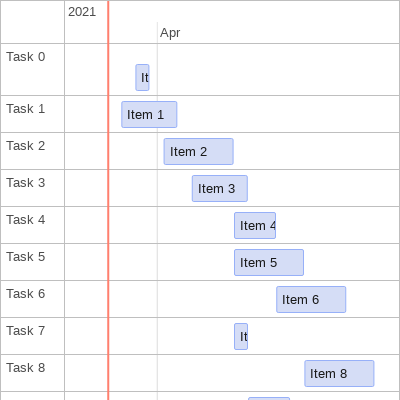 2021
Apr
Task 0
It
Task 1
Item 1
Task 2
Item 2
Task 3
Item 3
Task 4
Item 4
Task 5
Item 5
Task 6
Item 6
Task 7
It
Task 8
Item 8